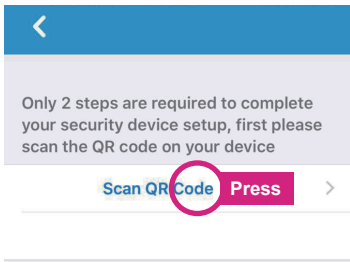 Only 2 steps are required to complete
your security device setup, first please
scan the QR code on your device
Scan QR Code Press